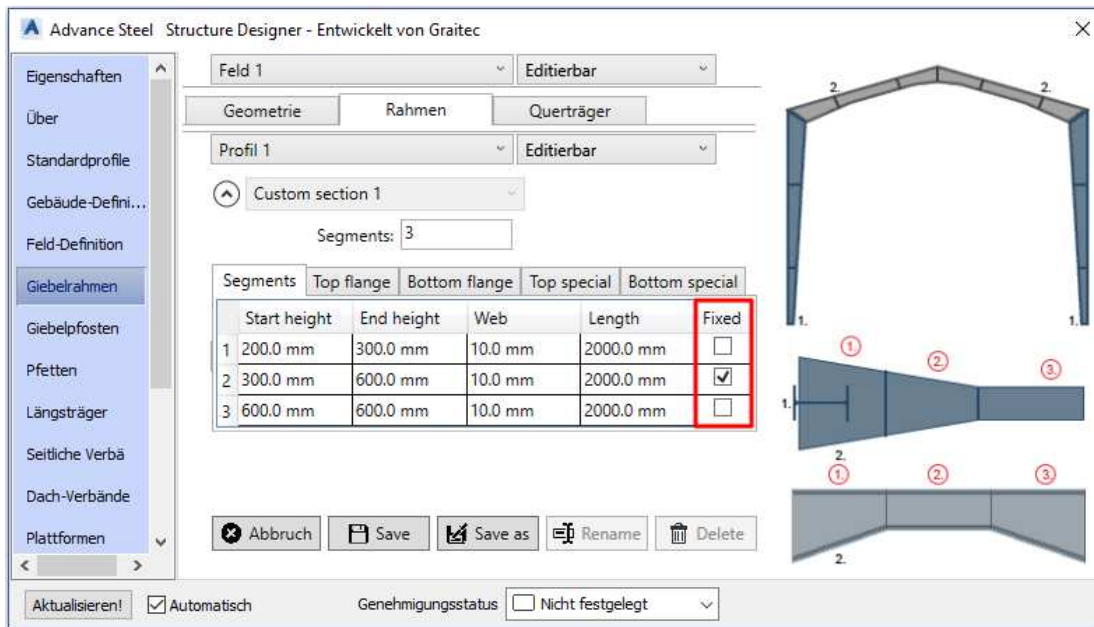 Advance Steel Structure Designer - Entwickelt von Graitec
Eigenschaften
Über
Standardprofile
Gebäude-Defini...
Feld-Definition
Giebelrahmen
Giebelpfosten
Pfetten
Längsträger
Seitliche Verbä
Dach-Verbände
Plattformen
Feld 1 Editierbar
Geometrie Rahmen Querträger
Profil 1 Editierbar
Custom section 1
Segments: 3
Segments Top flange Bottom flange Top special Bottom special
Start height End height Web Length Fixed
1 200.0 mm 300.0 mm 10.0 mm 2000.0 mm
2 300.0 mm 600.0 mm 10.0 mm 2000.0 mm
3 600.0 mm 600.0 mm 10.0 mm 2000.0 mm
Abbruch Save Save as Rename Delete
2. 2.
1. 1.
1. 2. 3.
1.
2.
1. 2. 3.
2.
Aktualisieren! Automatisch Genehmigungsstatus Nicht festgelegt